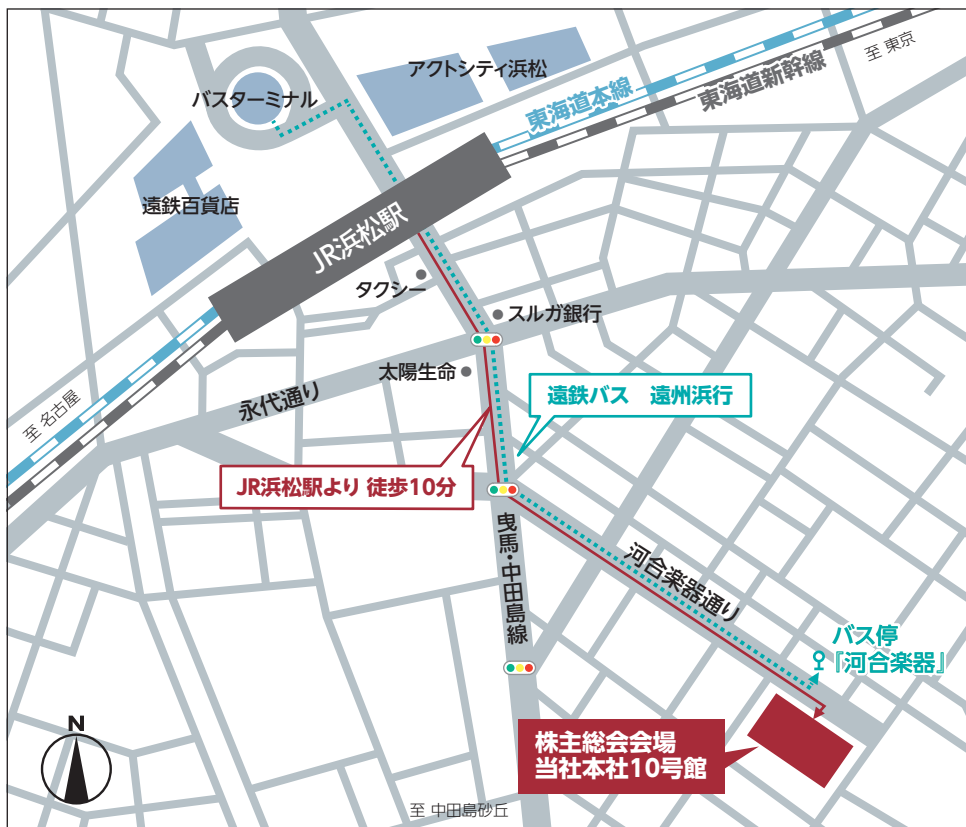 アクトシティ浜松
至 東京
東海道本線
東海道新幹線
バスターミナル
遠鉄百貨店
JR浜松駅
タクシー
スルガ銀行
太陽生命
永代通り
至 名古屋
遠鉄バス　遠州浜行
JR浜松駅より 徒歩10分
曳馬・中田島線
河合楽器通り
バス停
『河合楽器』
株主総会会場
当社本社10号館
N
至 中田島砂丘